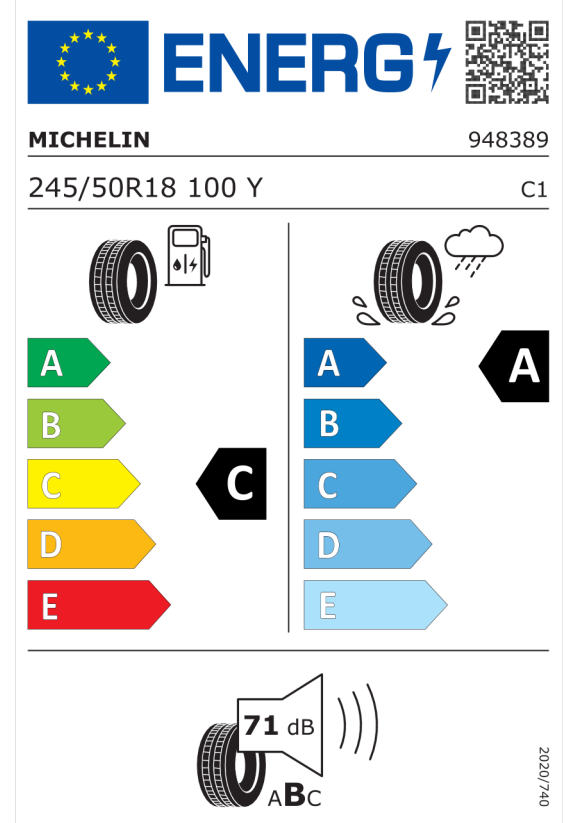 ENERG
MICHELIN 948389
245/50R18 100 Y C1
A A A
B B
C C C
D D
E E
71 dB
ABC
2020/740